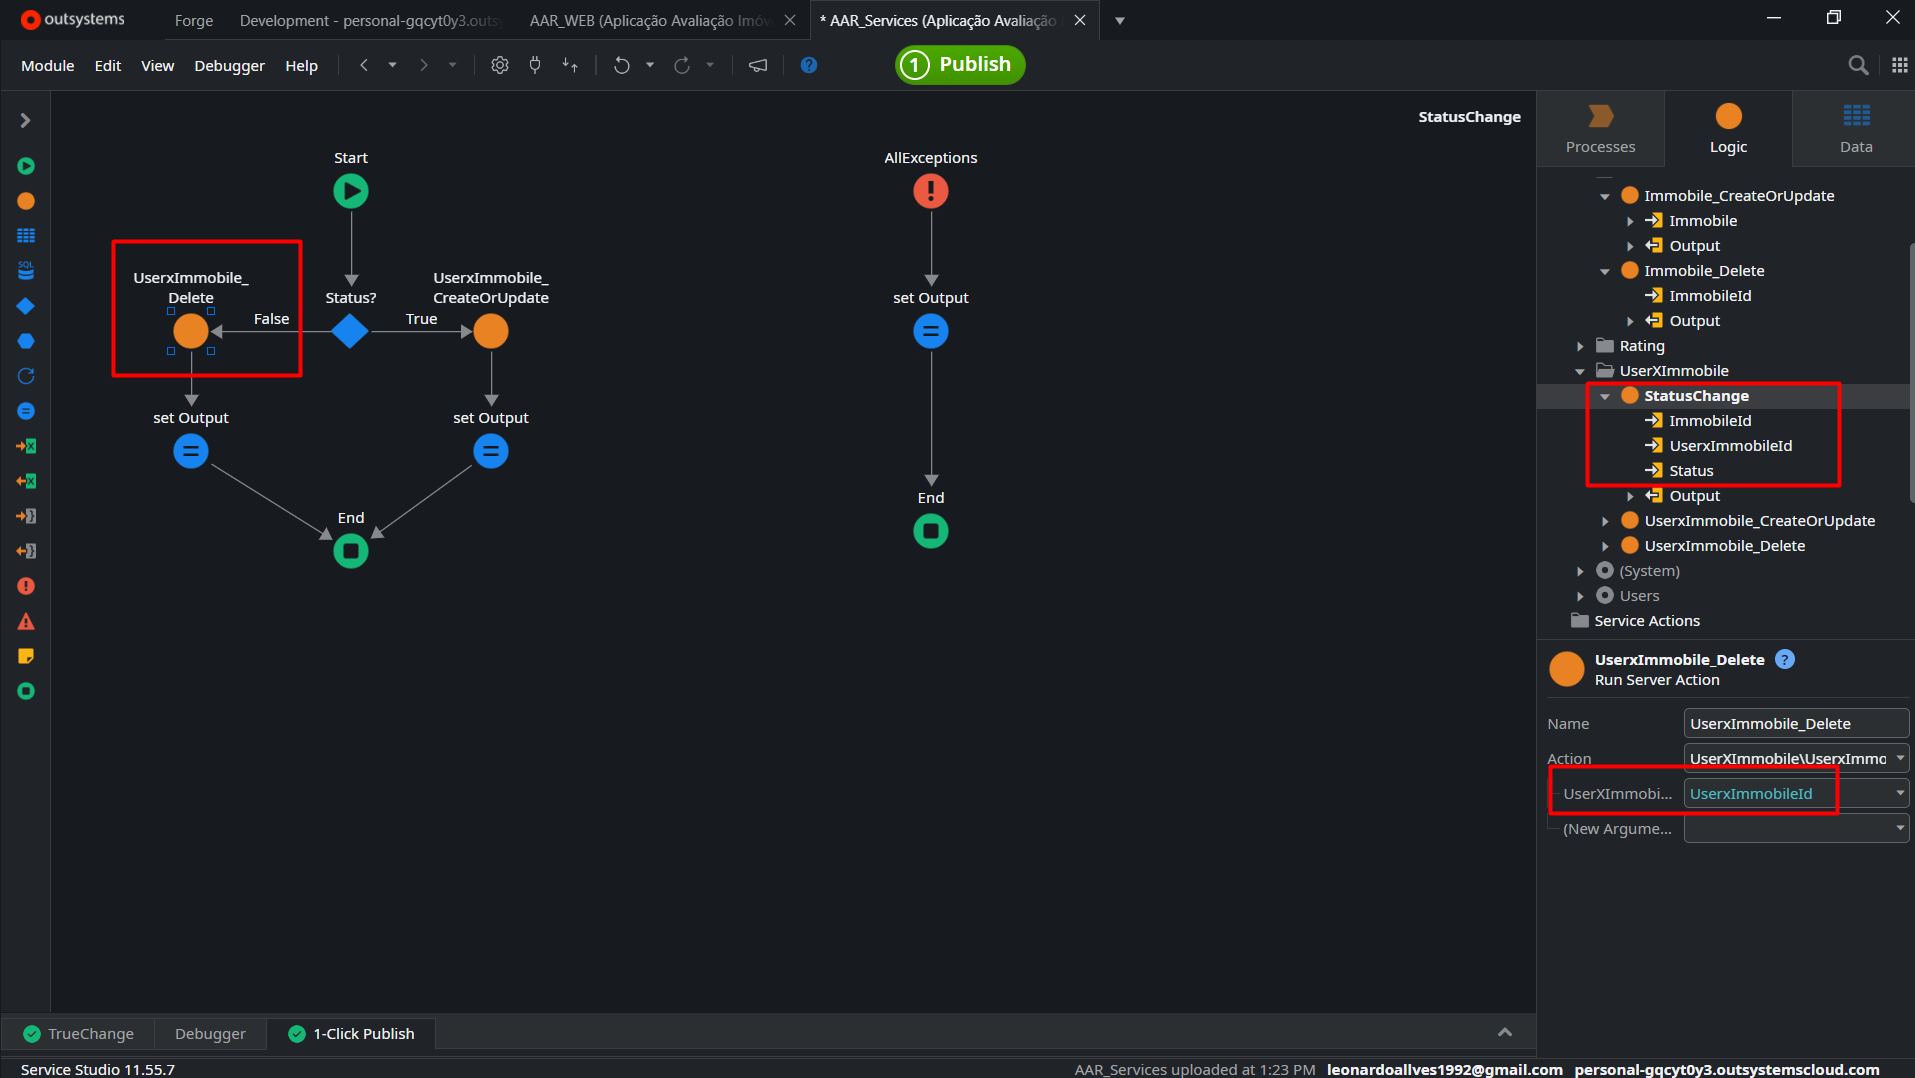 outsystems
Forge
Development - personal-gqcyt0y3.outs
AAR_WEB (Aplicação Avaliação Imóv
* AAR_Services (Aplicação Avaliação
Module
Edit
View
Debugger
Help
1
Publish
?
StatusChange
Processes
Logic
Data
Start
AllExceptions
UserxImmobile_
Delete
Status?
UserxImmobile_
CreateOrUpdate
set Output
False
True
set Output
set Output
End
End
SQL
Immobile_CreateOrUpdate
Immobile
Output
Immobile_Delete
ImmobileId
Output
Rating
UserXImmobile
StatusChange
ImmobileId
UserxImmobileId
Status
Output
UserxImmobile_CreateOrUpdate
UserxImmobile_Delete
(System)
Users
Service Actions
UserxImmobile_Delete
?
Run Server Action
Name
UserxImmobile_Delete
Action
UserXImmobile\UserxImmo
UserXImmobi...
UserxImmobileId
(New Argume...
TrueChange
Debugger
1-Click Publish
Service Studio 11.55.7
AAR_Services uploaded at 1:23 PM
leonardoallves1992@gmail.com
personal-gqcyt0y3.outsystemscloud.com